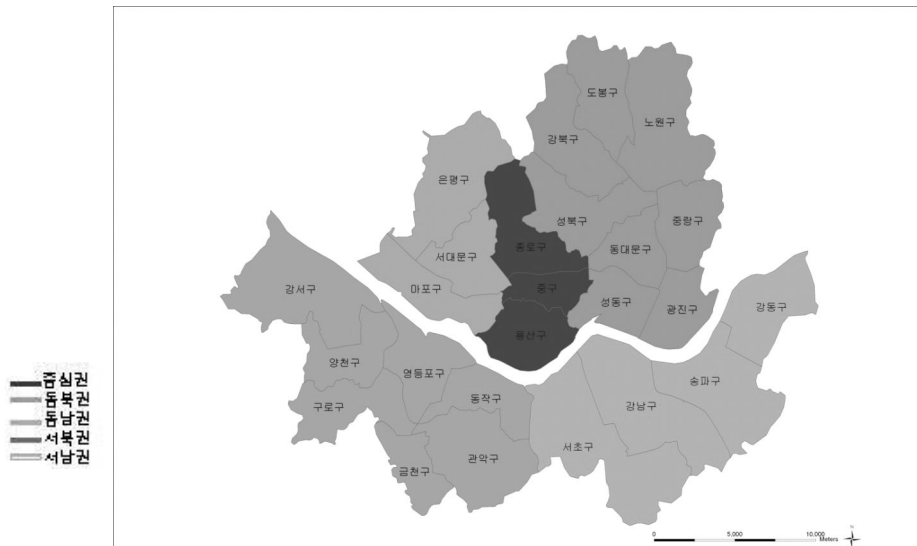 도봉구
노원구
강북구
은평구
성북구
중랑구
종로구
동대문구
서대문구
강서구
마포구
중구
성동구
광진구
강동구
용산구
양천구
영등포구
송파구
동작구
강남구
구로구
서초구
관악구
금천구
중심권
동북권
동남권
서북권
서남권
0 5,000 10,000
Meters
N